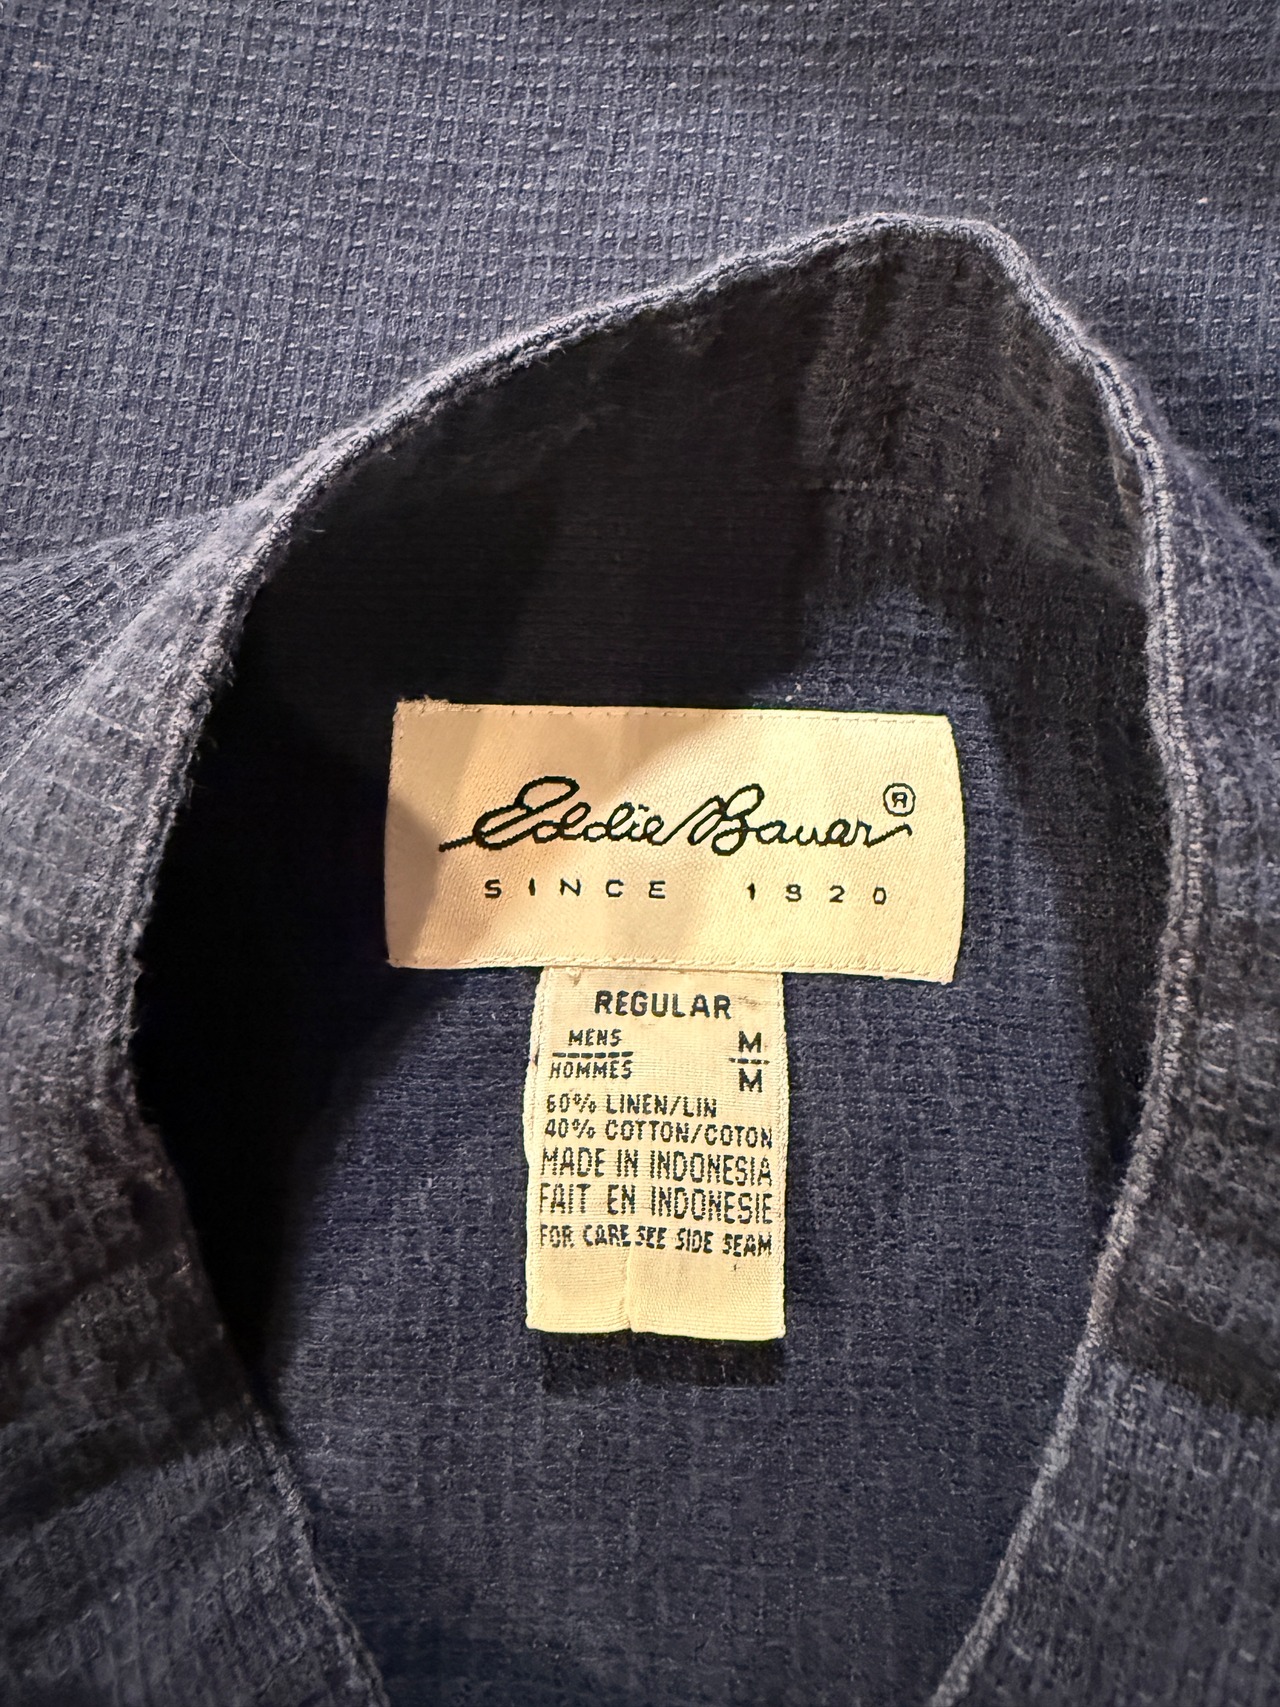 Eddie Bauer ®
SINCE 1920
REGULAR
MENS M
HOMMES M
60% LINEN/LIN
40% COTTON/COTON
MADE IN INDONESIA
FAIT EN INDONESIE
FOR CARE SEE SIDE SEAM